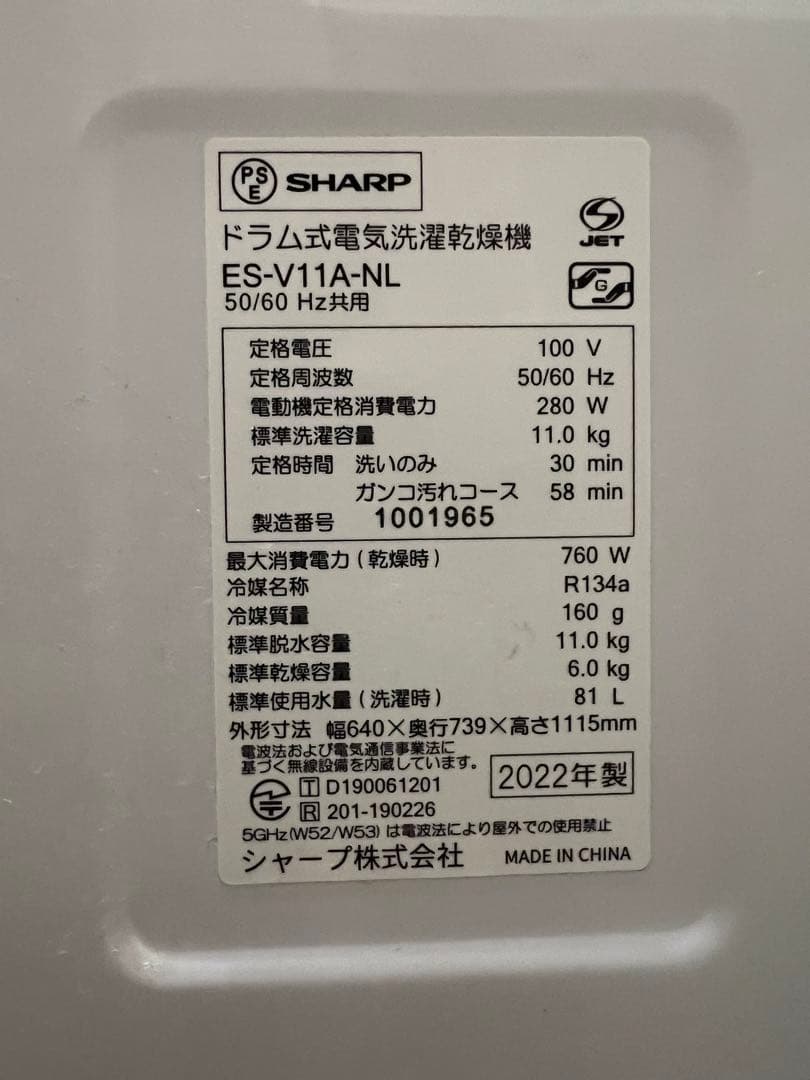 PSE SHARP
JET
ドラム式電気洗濯乾燥機
ES-V11A-NL
G
50/60 Hz共用
定格電圧 100 V
定格周波数 50/60 Hz
電動機定格消費電力 280 W
標準洗濯容量 11.0 kg
定格時間 洗いのみ 30 min
ガンコ汚れコース 58 min
製造番号 1001965
最大消費電力(乾燥時) 760 W
冷媒名称 R134a
冷媒質量 160 g
標準脱水容量 11.0 kg
標準乾燥容量 6.0 kg
標準使用水量(洗濯時) 81 L
外形寸法 幅640×奥行739×高さ1115mm
電波法および電気通信事業法に
基づく無線設備を内蔵しています。
2022年製
T D190061201
R 201-190226
5GHz(W52/W53)は電波法により屋外での使用禁止
シャープ株式会社 MADE IN CHINA